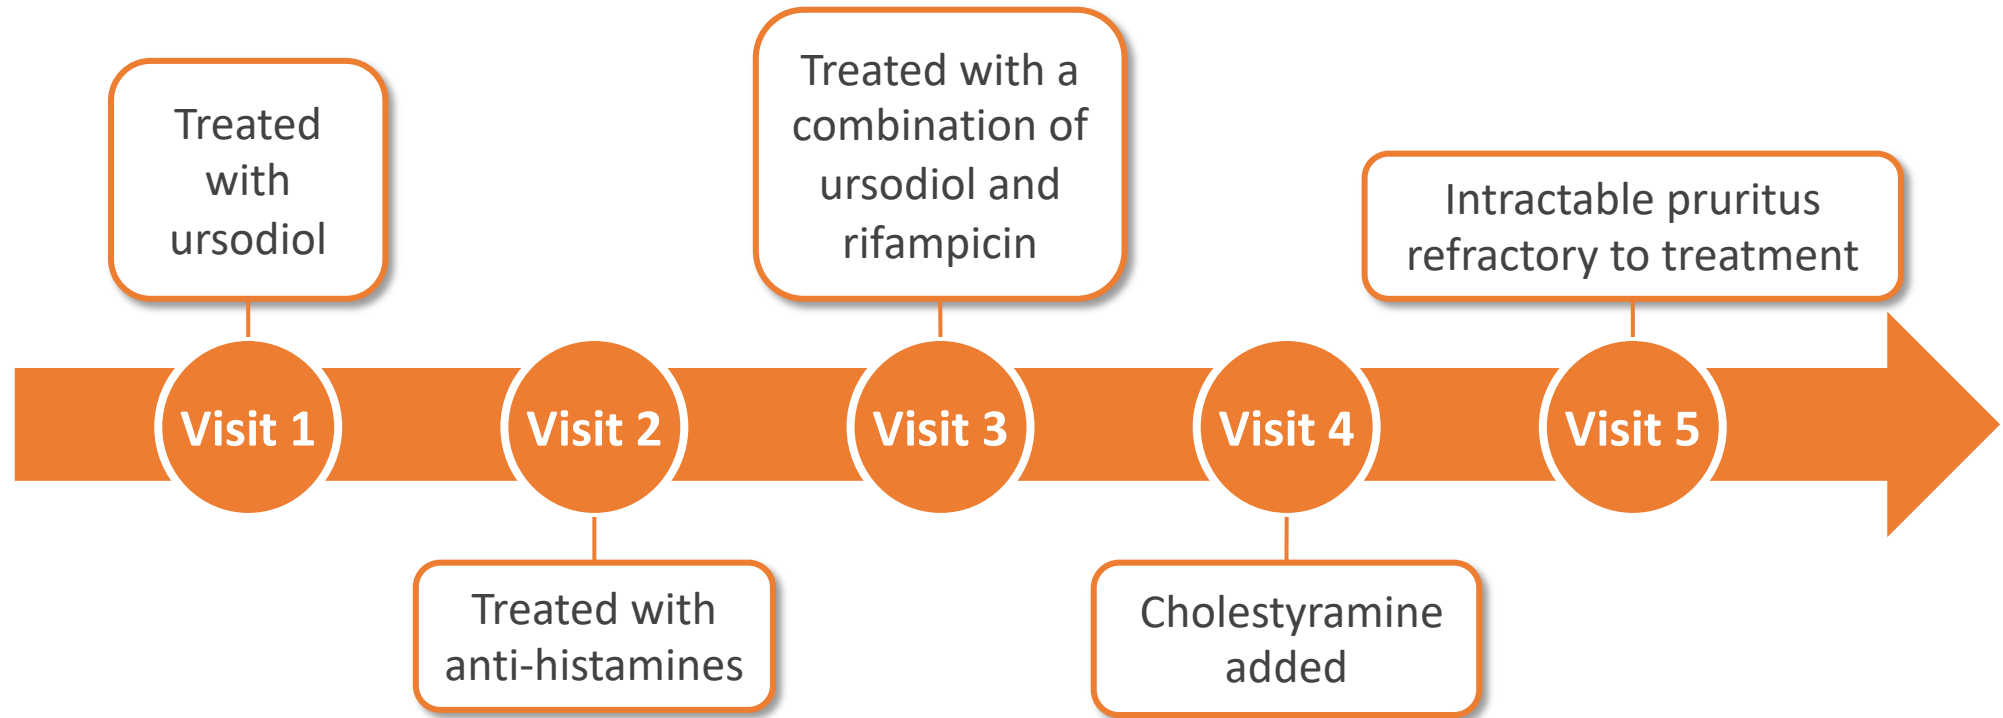 Treated
with
ursodiol
Visit 1
Treated with
anti-histamines
Visit 2
Treated with a
combination of
ursodiol and
rifampicin
Visit 3
Cholestyramine
added
Visit 4
Intractable pruritus
refractory to treatment
Visit 5